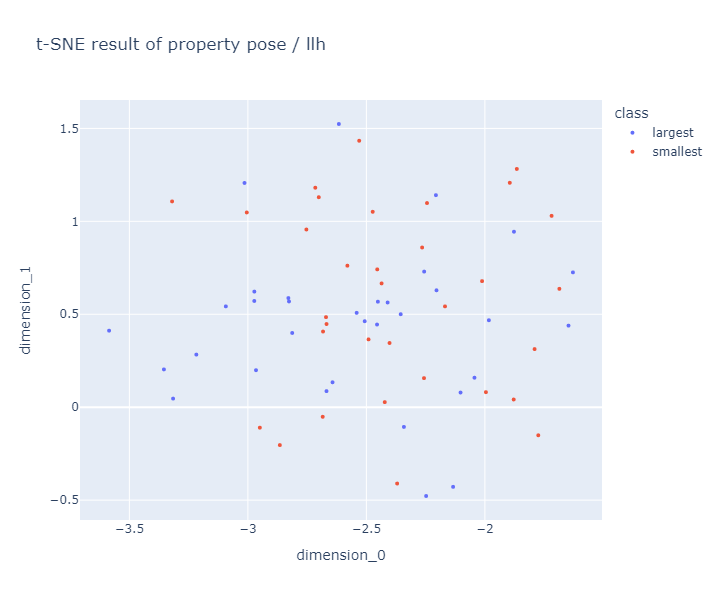 t-SNE result of property pose / llh
class
largest
smallest
1.5
1
0.5
0
−0.5
dimension_1
−3.5
−3
−2.5
−2
dimension_0